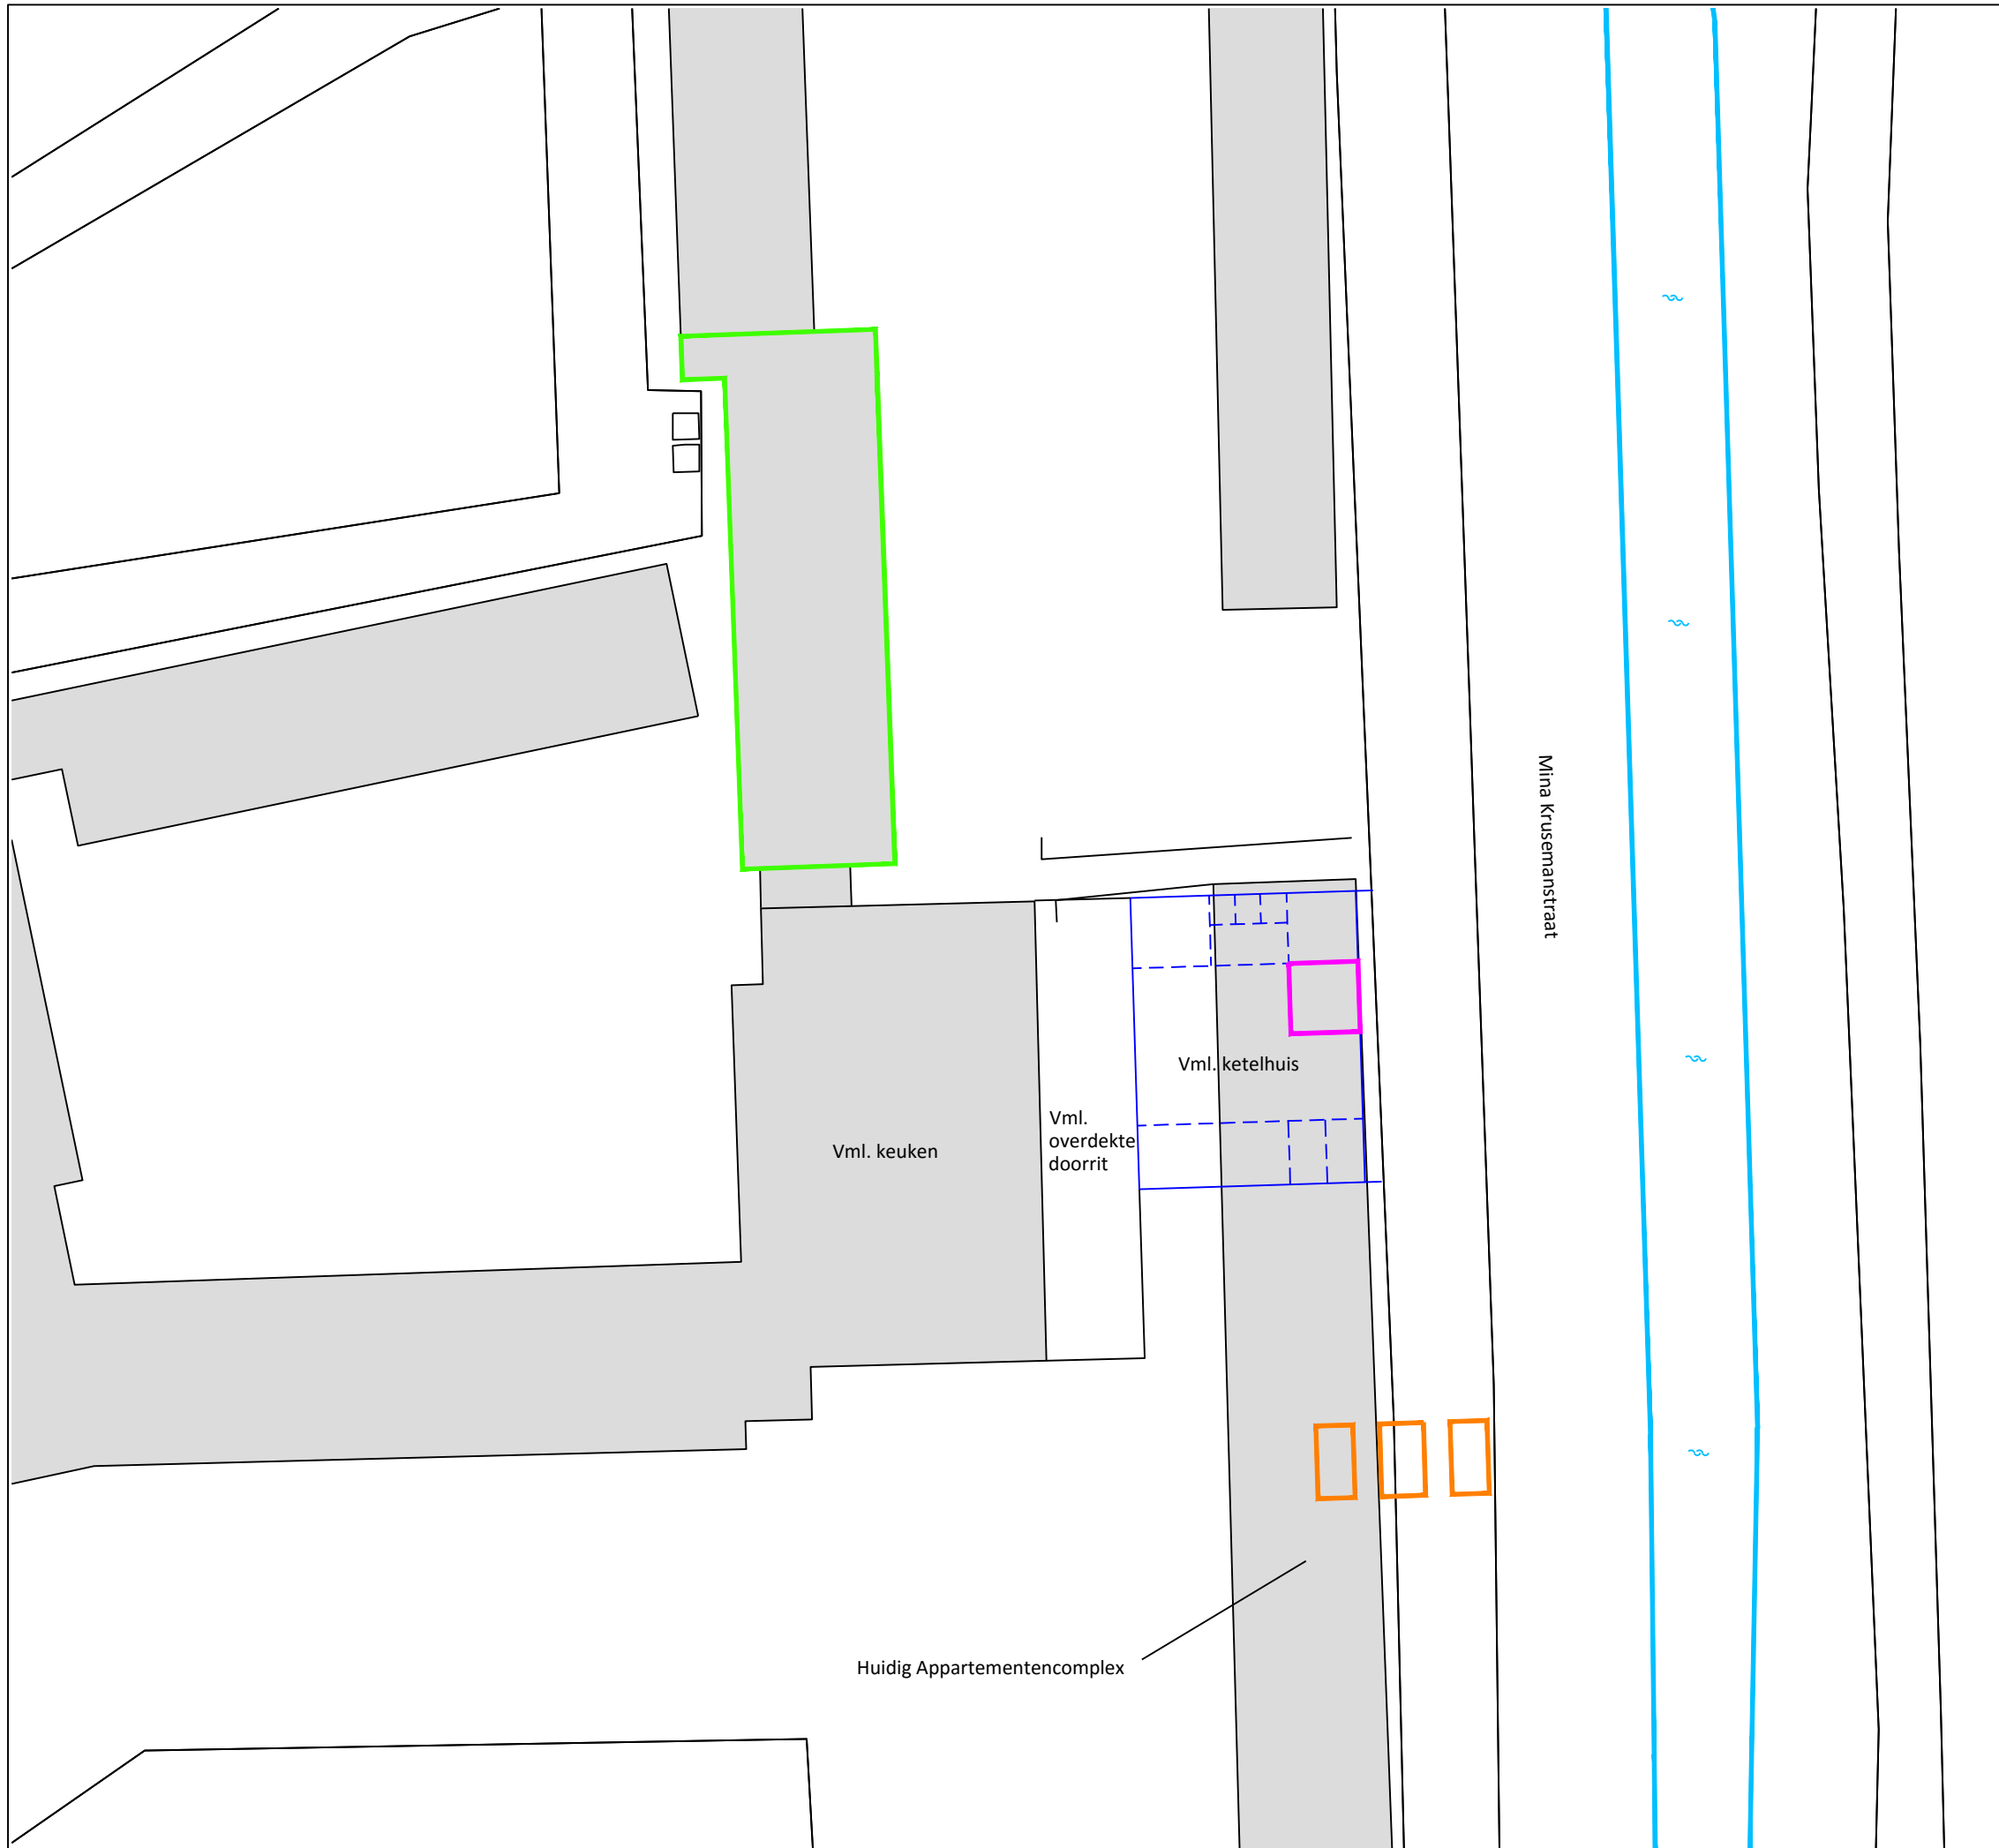 Mina Krusemanstraat
Vml. ketelhuis
Vml.
overdekte
doorrit
Vml. keuken
Huidig Appartementencomplex